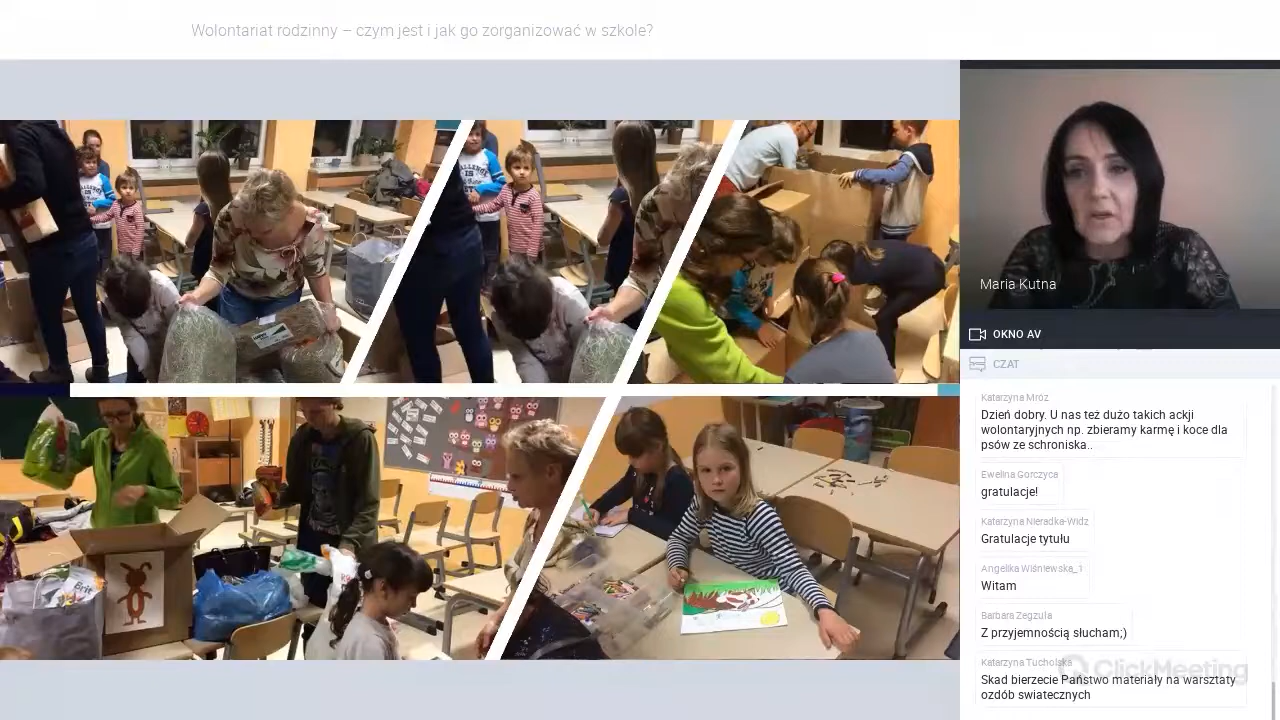 Wolontariat rodzinny – czym jest i jak go zorganizować w szkole?
Maria Kutna
OKNO AV
CZAT
Katarzyna Mróz
Dzień dobry. U nas też dużo takich acki
wolontaryjnych np. zbieramy karmę i koce dla
psów ze schroniska..
Ewelina Gorczyca
gratulacje!
Katarzyna Nieradka-Widz
Gratulacje tytułu
Angelika Wiśniewska_1
Witam
Barbara Zegzula
Z przyjemnością słucham;)
Katarzyna Tucholska
Skad bierzecie Państwo materiały na warsztaty
ozdób swiatecznych
ClickMeeting